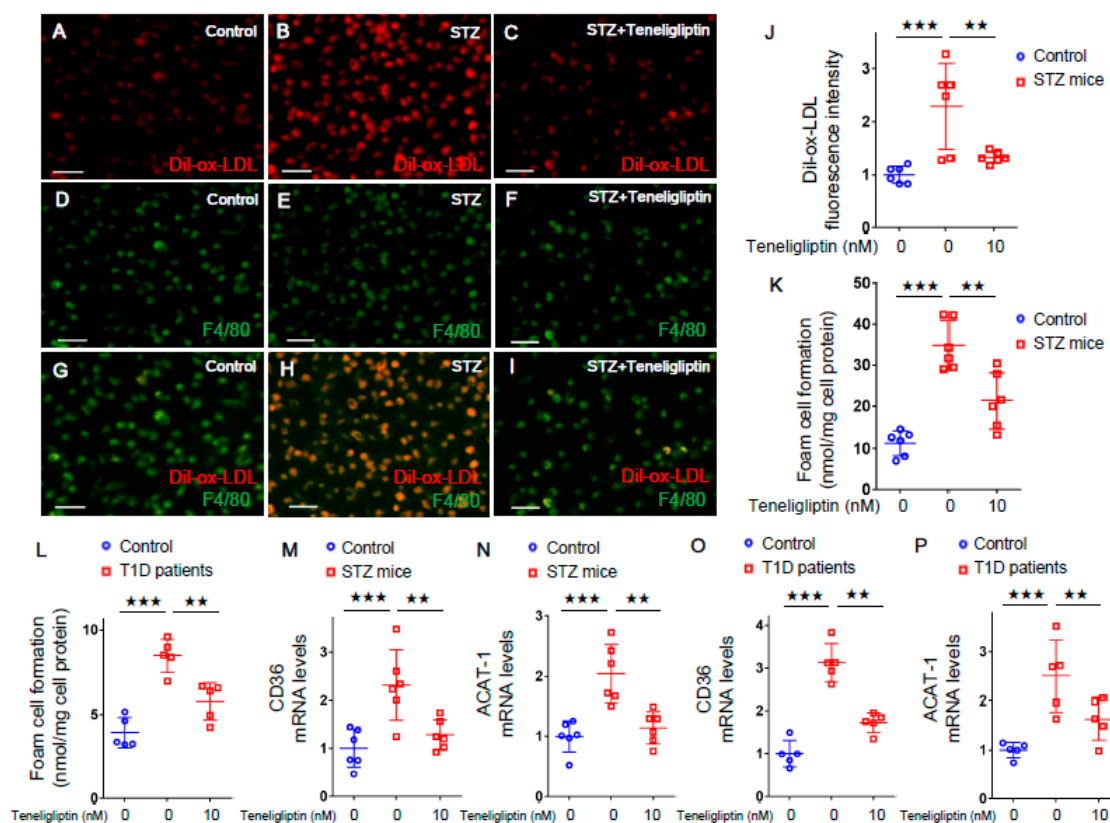 A Control
Dil-ox-LDL
B STZ
Dil-ox-LDL
C STZ+Teneligliptin
Dil-ox-LDL
D Control
F4/80
E STZ
F4/80
F STZ+Teneligliptin
F4/80
G Control
Dil-ox-LDL
F4/80
H STZ
Dil-ox-LDL
F4/80
I STZ+Teneligliptin
Dil-ox-LDL
F4/80
J
★★★ ★★
Control
STZ mice
Dil-ox-LDL
fluorescence intensity
3
2
1
0
Teneligliptin (nM) 0 0 10
K
★★★ ★★
Control
STZ mice
Foam cell formation
(nmol/mg cell protein)
50
40
30
20
10
0
Teneligliptin (nM) 0 0 10
L
Control
T1D patients
★★★ ★★
Foam cell formation
(nmol/mg cell protein)
10
5
0
Teneligliptin (nM) 0 0 10
M
Control
STZ mice
★★★ ★★
CD36
mRNA levels
4
3
2
1
0
Teneligliptin (nM) 0 0 10
N
Control
STZ mice
★★★ ★★
ACAT-1
mRNA levels
3
2
1
0
Teneligliptin (nM) 0 0 10
O
Control
T1D patients
★★★ ★★
CD36
mRNA levels
4
3
2
1
0
Teneligliptin (nM) 0 0 10
P
Control
T1D patients
★★★ ★★
ACAT-1
mRNA levels
4
3
2
1
0
Teneligliptin (nM) 0 0 10